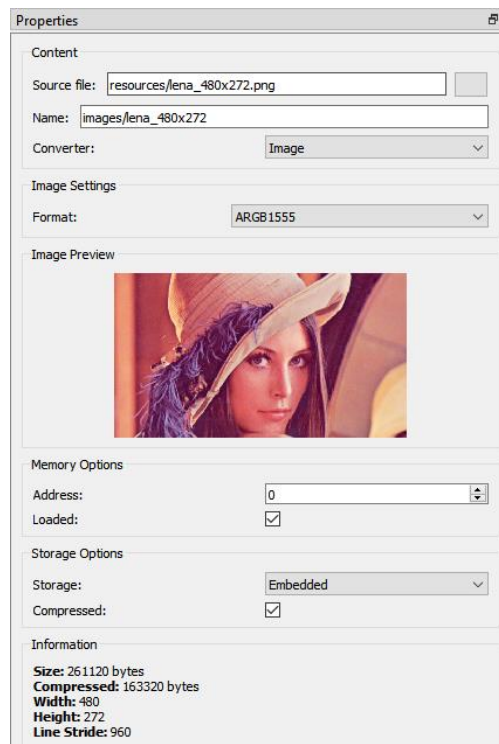 Properties
Content
Source file: resources/lena_480x272.png
Name: images/lena_480x272
Converter: Image
Image Settings
Format: ARGB1555
Image Preview
Memory Options
Address: 0
Loaded:
Storage Options
Storage: Embedded
Compressed:
Information
Size: 261120 bytes
Compressed: 163320 bytes
Width: 480
Height: 272
Line Stride: 960